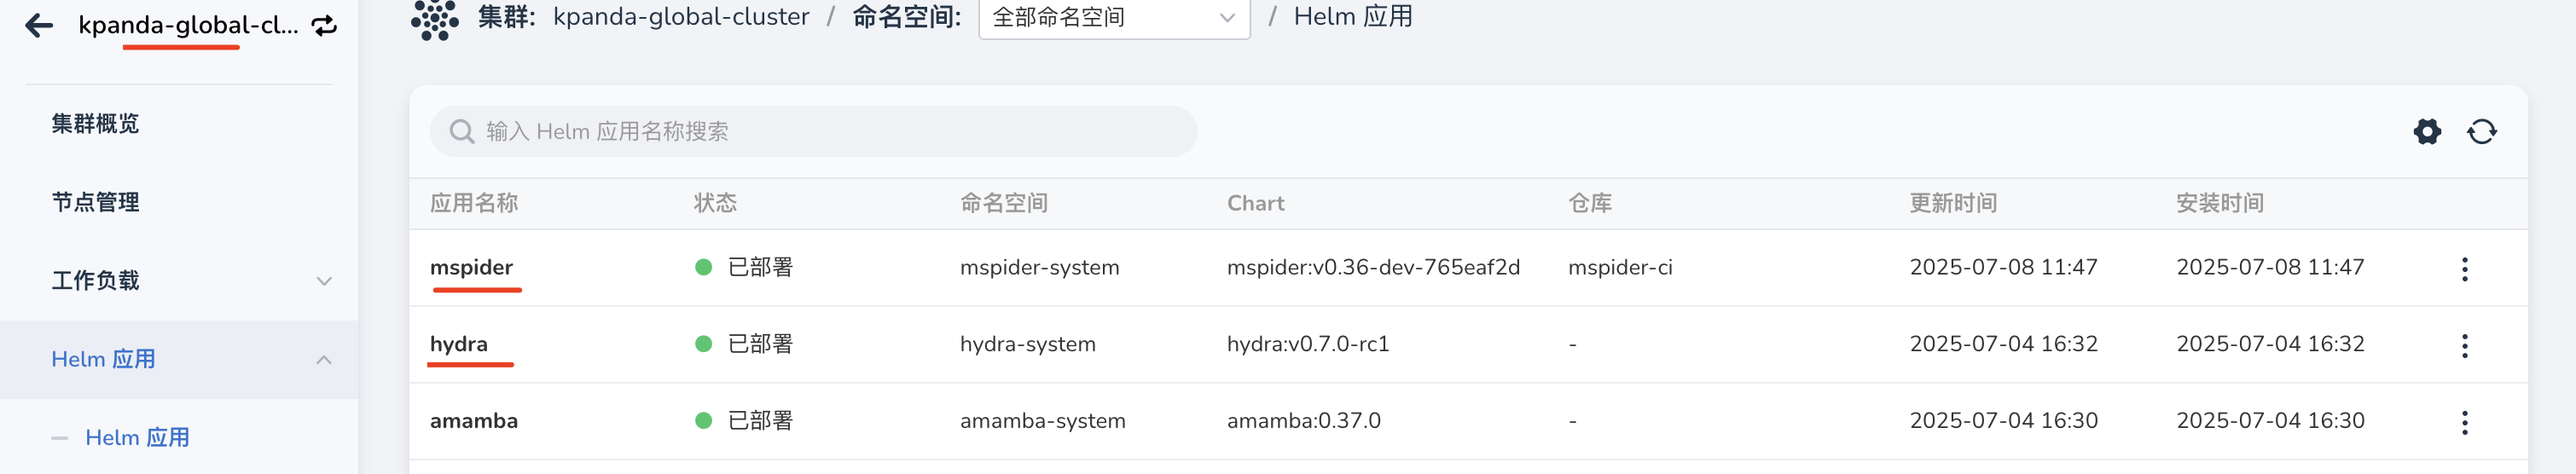 kpanda-global-cl...
集群: kpanda-global-cluster / 命名空间: 全部命名空间 / Helm 应用
集群概览
节点管理
工作负载
Helm 应用
Helm 应用
输入 Helm 应用名称搜索
应用名称 状态 命名空间 Chart 仓库 更新时间 安装时间
mspider 已部署 mspider-system mspider:v0.36-dev-765eaf2d mspider-ci 2025-07-08 11:47 2025-07-08 11:47
hydra 已部署 hydra-system hydra:v0.7.0-rc1 - 2025-07-04 16:32 2025-07-04 16:32
amamba 已部署 amamba-system amamba:0.37.0 - 2025-07-04 16:30 2025-07-04 16:30